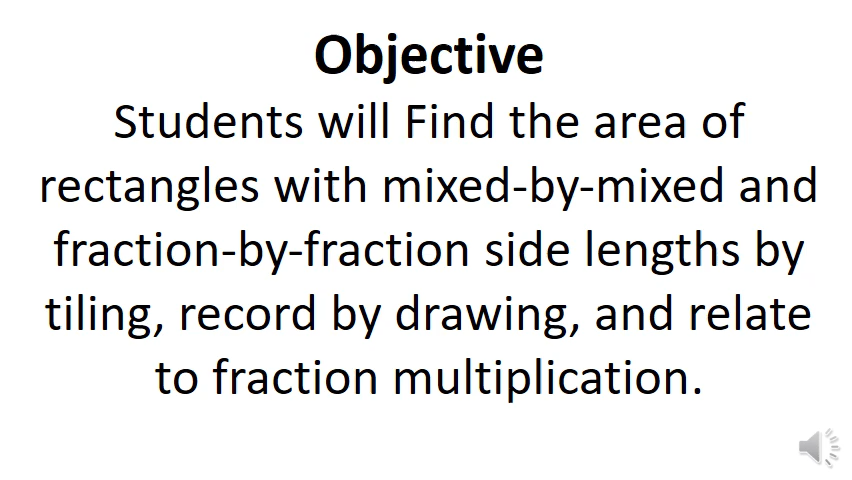 Objective
Students will Find the area of
rectangles with mixed-by-mixed and
fraction-by-fraction side lengths by
tiling, record by drawing, and relate
to fraction multiplication.